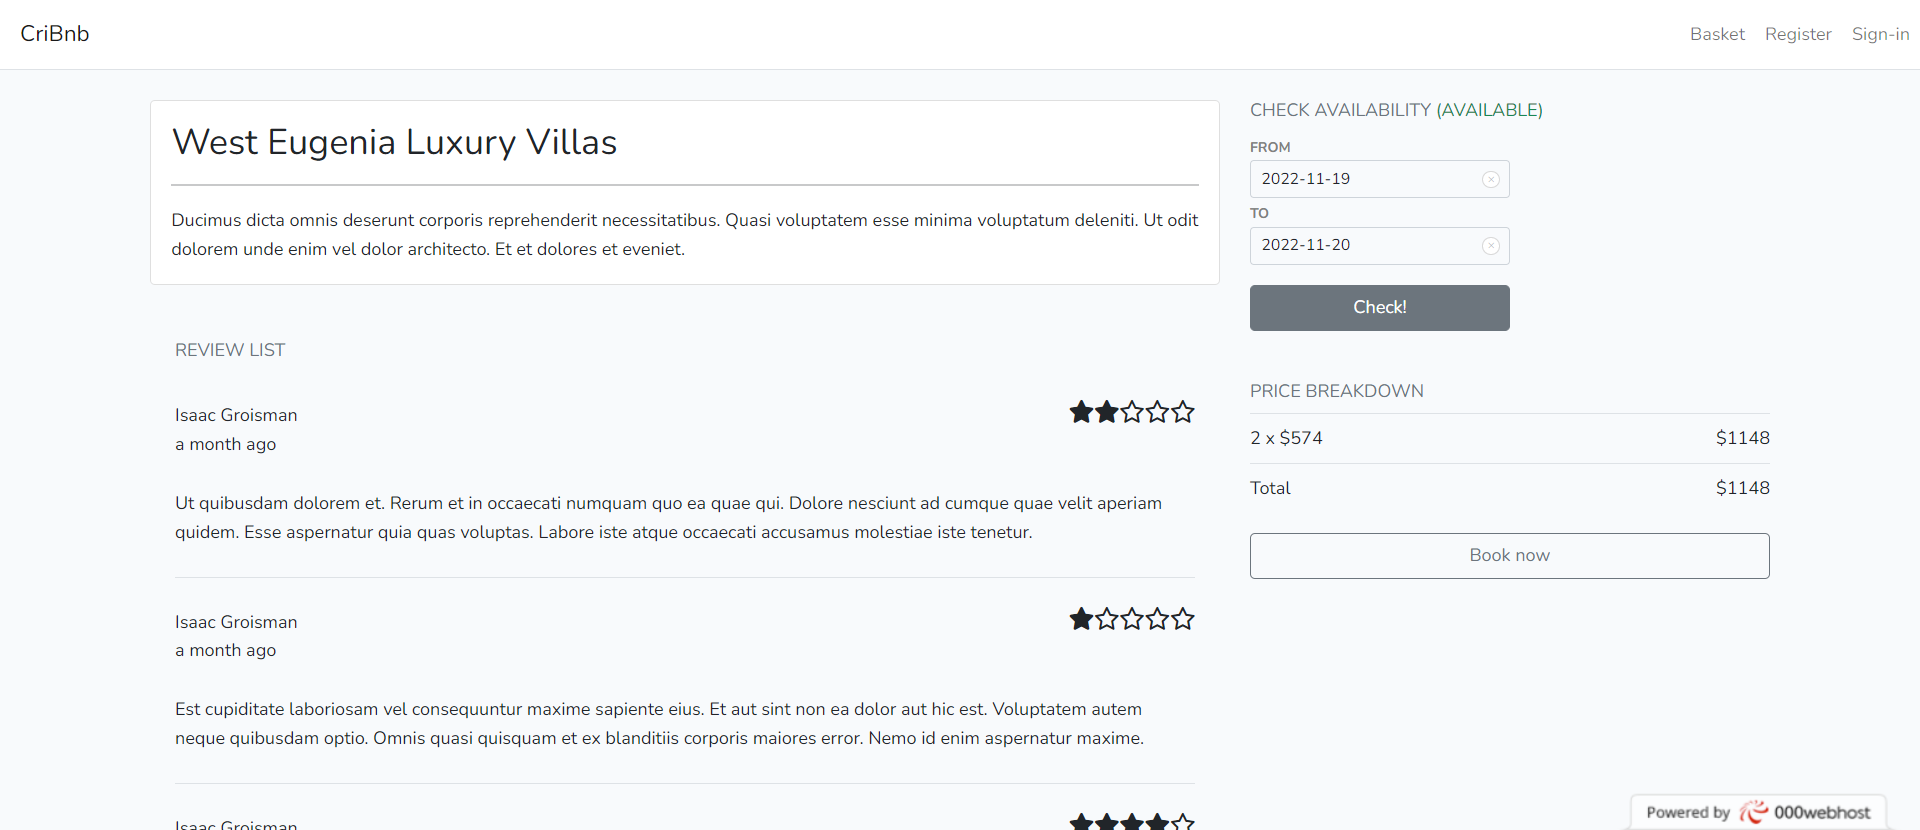 CriBnb
Basket Register Sign-in
West Eugenia Luxury Villas
Ducimus dicta omnis deserunt corporis reprehenderit necessitatibus. Quasi voluptatem esse minima voluptatum deleniti. Ut odit
dolorem unde enim vel dolor architecto. Et et dolores et eveniet.
REVIEW LIST
Isaac Groisman
a month ago
Ut quibusdam dolorem et. Rerum et in occaecati numquam quo ea quae qui. Dolore nesciunt ad cumque quae velit aperiam
quidem. Esse aspernatur quia quas voluptas. Labore iste atque occaecati accusamus molestiae iste tenetur.
Isaac Groisman
a month ago
Est cupiditate laboriosam vel consequuntur maxime sapiente eius. Et aut sint non ea dolor aut hic est. Voluptatem autem
neque quibusdam optio. Omnis quasi quisquam et ex blanditiis corporis maiores error. Nemo id enim aspernatur maxime.
Isaac Groisman
CHECK AVAILABILITY (AVAILABLE)
FROM
2022-11-19
TO
2022-11-20
Check!
PRICE BREAKDOWN
2 x $574 $1148
Total $1148
Book now
Powered by 000webhost